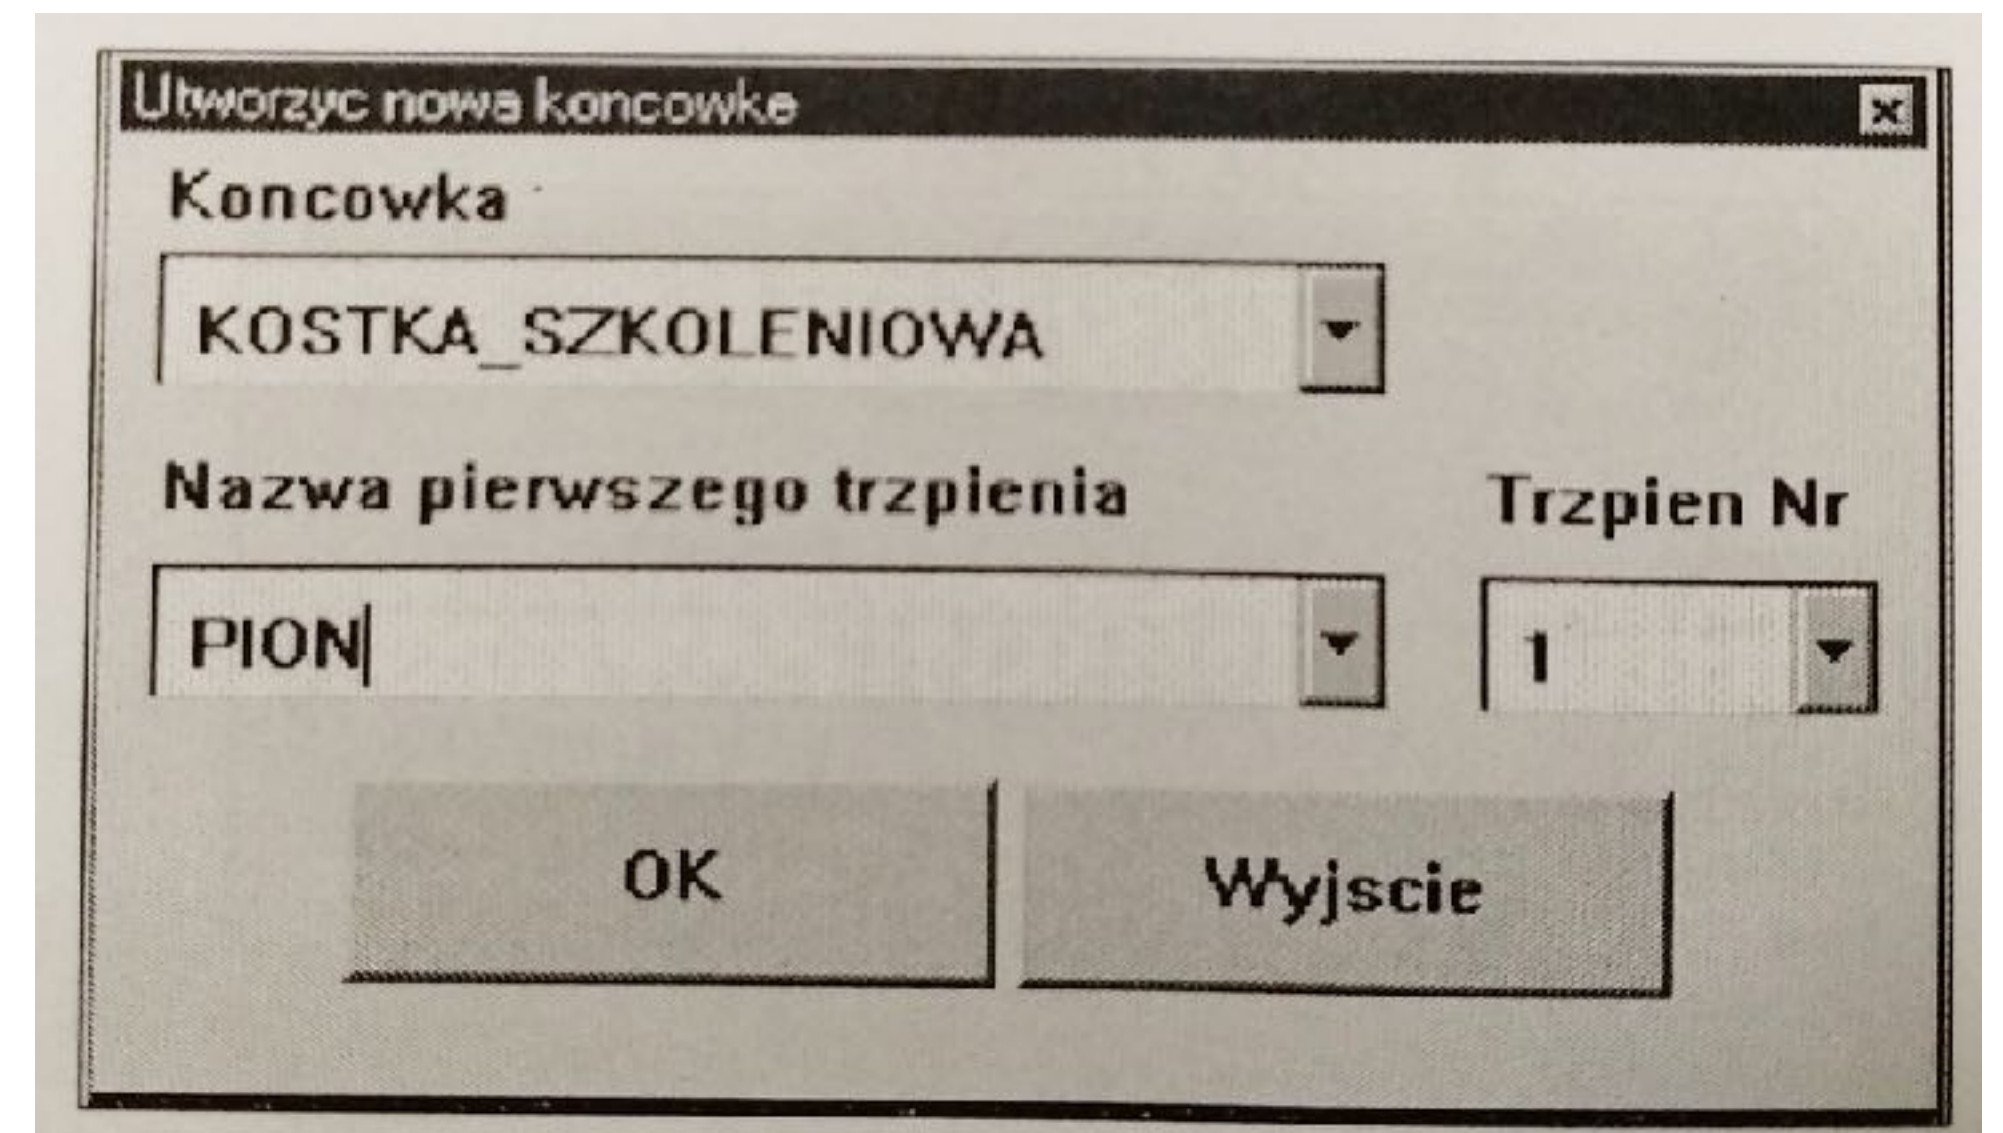 Utworzyc nowa koncowke
Koncowka
KOSTKA_SZKOLENIOWA
Nazwa pierwszego trzpienia
Trzpien Nr
PION
1
OK
Wyjscie